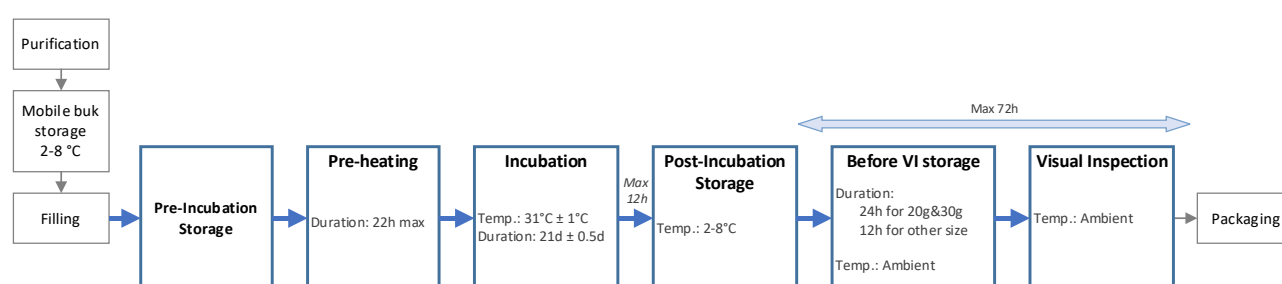 Purification
Mobile buk
storage
2-8 °C
Filling
Pre-Incubation
Storage
Pre-heating
Duration: 22h max
Incubation
Temp.: 31°C ± 1°C
Duration: 21d ± 0.5d
Max
12h
Post-Incubation
Storage
Temp.: 2-8°C
Max 72h
Before VI storage
Duration:
24h for 20g&30g
12h for other size
Temp.: Ambient
Visual Inspection
Temp.: Ambient
Packaging